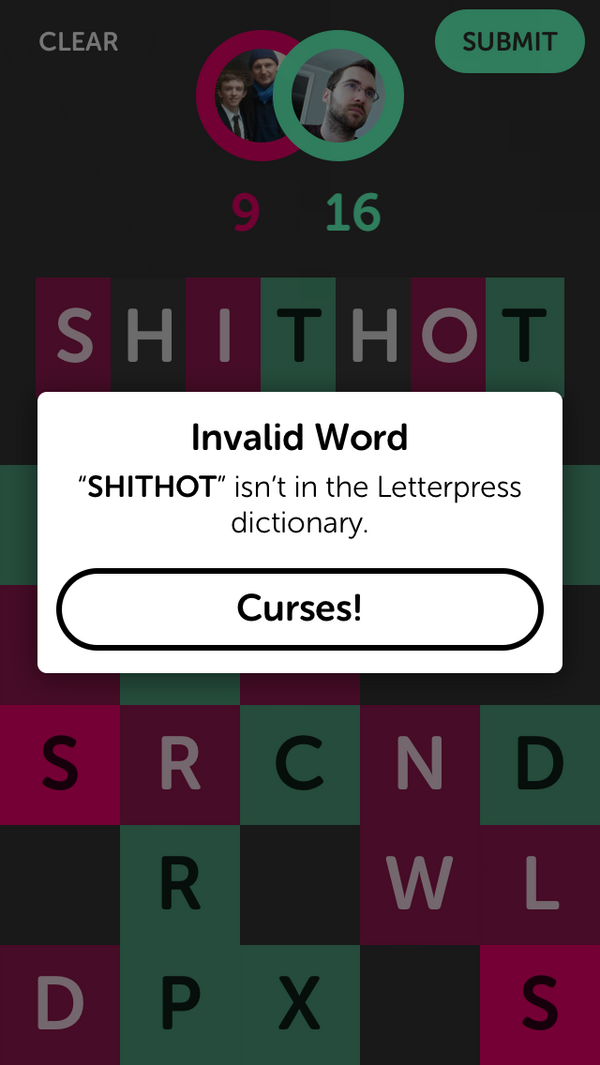 CLEAR SUBMIT
9 16
SHITHOT
Invalid Word
“SHITHOT” isn’t in the Letterpress
dictionary.
Curses!
S R C N D
R W L
D P X S